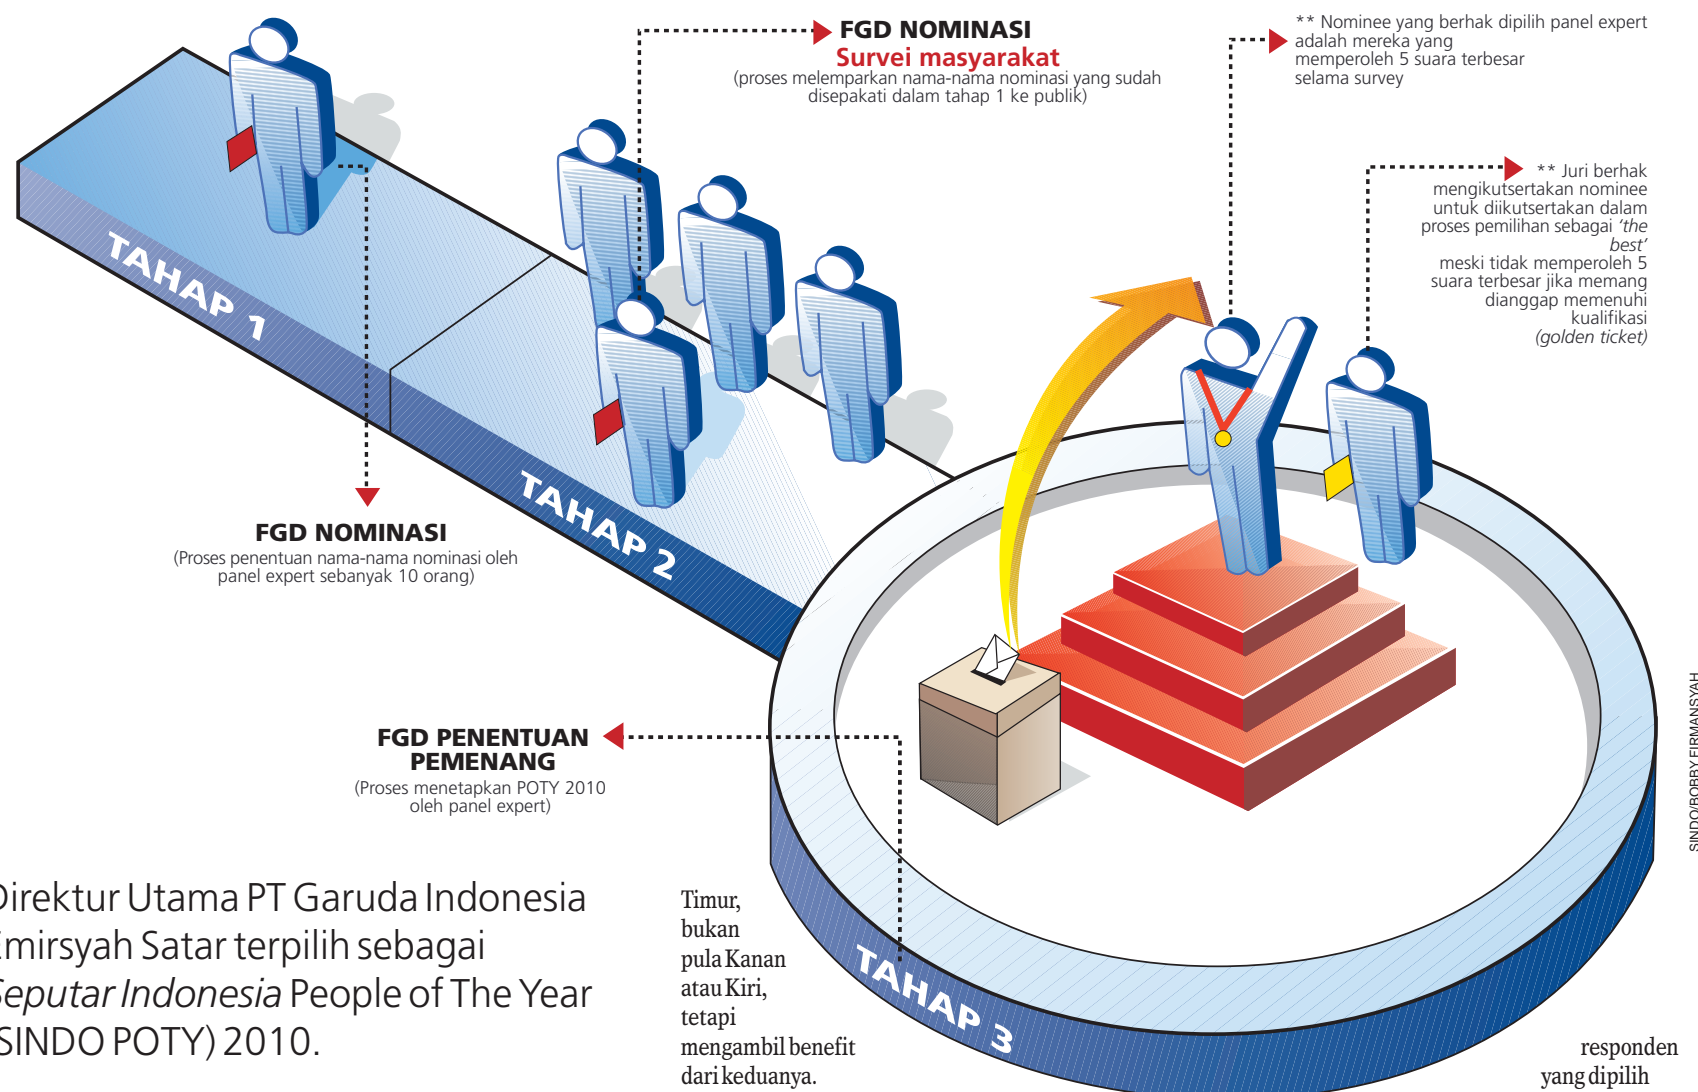 FGD NOMINASI
Survei masyarakat
(proses melemparkan nama-nama nominasi yang sudah
disepakati dalam tahap 1 ke publik)
** Nominee yang berhak dipilih panel expert
adalah mereka yang
memperoleh 5 suara terbesar
selama survey
** Juri berhak
mengikutsertakan nominee
untuk diikutsertakan dalam
proses pemilihan sebagai 'the
best'
meski tidak memperoleh 5
suara terbesar jika memang
dianggap memenuhi
kualifikasi
(golden ticket)
TAHAP 1
TAHAP 2
FGD NOMINASI
(Proses penentuan nama-nama nominasi oleh
panel expert sebanyak 10 orang)
FGD PENENTUAN
PEMENANG
(Proses menetapkan POTY 2010
oleh panel expert)
TAHAP 3
SINDO/BOBBY FIRMANSYAH
Direktur Utama PT Garuda Indonesia
Emirsyah Satar terpilih sebagai
Seputar Indonesia People of The Year
(SINDO POTY) 2010.
Timur,
bukan
pula Kanan
atau Kiri,
tetapi
mengambil benefit
dari keduanya.
responden
yang dipilih